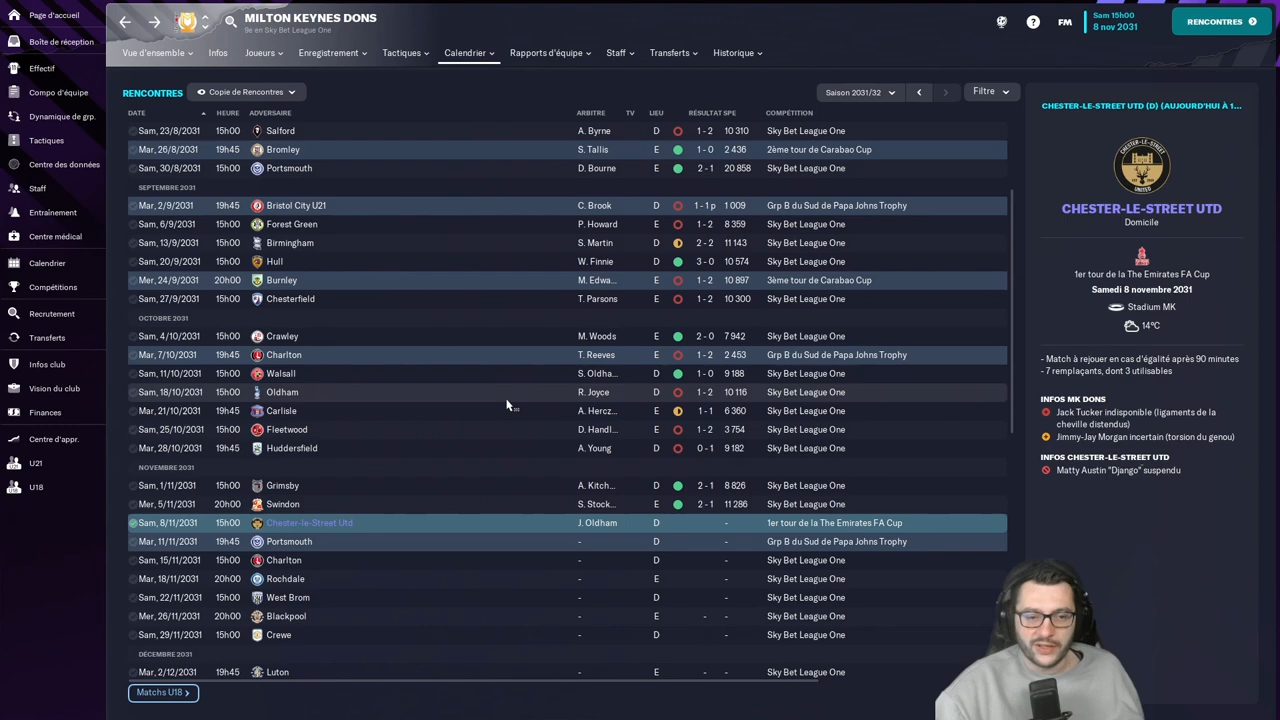 Page d'accueil
Boîte de réception
Effectif
Compo d'équipe
Dynamique de grp.
Tactiques
Centre des données
Staff
Entraînement
Centre médical
Calendrier
Compétitions
Recrutement
Transferts
Infos club
Vision du club
Finances
Centre d'appr.
U21
U18
MILTON KEYNES DONS
9e en Sky Bet League One
FM
Sam 15h00
8 nov 2031
RENCONTRES
Vue d'ensemble
Infos
Joueurs
Enregistrement
Tactiques
Calendrier
Rapports d'équipe
Staff
Transferts
Historique
RENCONTRES
Copie de Rencontres
Saison 2031/32
Filtre
DATE HEURE ADVERSAIRE ARBITRE TV LIEU RÉSULTAT SPE COMPÉTITION
Sam, 23/8/2031 15h00 Salford A. Byrne D 1 - 2 10 310 Sky Bet League One
Mar, 26/8/2031 19h45 Bromley S. Tallis E 1 - 0 2 436 2ème tour de Carabao Cup
Sam, 30/8/2031 15h00 Portsmouth D. Bourne E 2 - 1 20 858 Sky Bet League One
SEPTEMBRE 2031
Mar, 2/9/2031 19h45 Bristol City U21 C. Brook D 1 - 1 p 1 009 Grp B du Sud de Papa Johns Trophy
Sam, 6/9/2031 15h00 Forest Green P. Howard E 1 - 2 8 359 Sky Bet League One
Sam, 13/9/2031 15h00 Birmingham S. Martin D 2 - 2 11 143 Sky Bet League One
Sam, 20/9/2031 15h00 Hull W. Finnie D 3 - 0 10 574 Sky Bet League One
Mer, 24/9/2031 20h00 Burnley M. Edwa... E 1 - 2 10 897 3ème tour de Carabao Cup
Sam, 27/9/2031 15h00 Chesterfield T. Parsons E 1 - 2 10 300 Sky Bet League One
OCTOBRE 2031
Sam, 4/10/2031 15h00 Crawley M. Woods E 2 - 0 7 942 Sky Bet League One
Mar, 7/10/2031 19h45 Charlton T. Reeves E 1 - 2 2 453 Grp B du Sud de Papa Johns Trophy
Sam, 11/10/2031 15h00 Walsall S. Oldha... D 1 - 0 9 188 Sky Bet League One
Sam, 18/10/2031 15h00 Oldham R. Joyce D 1 - 2 10 116 Sky Bet League One
Mar, 21/10/2031 19h45 Carlisle A. Hercz... E 1 - 1 6 360 Sky Bet League One
Sam, 25/10/2031 15h00 Fleetwood D. Handl... E 1 - 2 3 754 Sky Bet League One
Mar, 28/10/2031 19h45 Huddersfield A. Young D 0 - 1 9 182 Sky Bet League One
NOVEMBRE 2031
Sam, 1/11/2031 15h00 Grimsby A. Kitch... D 2 - 1 8 826 Sky Bet League One
Mer, 5/11/2031 20h00 Swindon S. Stock... E 2 - 1 11 286 Sky Bet League One
Sam, 8/11/2031 15h00 Chester-le-Street Utd J. Oldham D - 1er tour de la The Emirates FA Cup
Mar, 11/11/2031 19h45 Portsmouth - D - Grp B du Sud de Papa Johns Trophy
Sam, 15/11/2031 15h00 Charlton - D - Sky Bet League One
Mar, 18/11/2031 20h00 Rochdale - E - Sky Bet League One
Sam, 22/11/2031 15h00 West Brom - D - Sky Bet League One
Mer, 26/11/2031 20h00 Blackpool - E - - Sky Bet League One
Sam, 29/11/2031 15h00 Crewe - D - Sky Bet League One
DÉCEMBRE 2031
Mar, 2/12/2031 19h45 Luton - E - - Sky Bet League One
Matchs U18
CHESTER-LE-STREET UTD (D) (AUJOURD'HUI À 1...
CHESTER-LE-STREET UTD
Domicile
1er tour de la The Emirates FA Cup
Samedi 8 novembre 2031
Stadium MK
14°C
- Match à rejouer en cas d'égalité après 90 minutes
- 7 remplaçants, dont 3 utilisables
INFOS MK DONS
Jack Tucker indisponible (ligaments de la
cheville distendus)
Jimmy-Jay Morgan incertain (torsion du genou)
INFOS CHESTER-LE-STREET UTD
Matty Austin "Django" suspendu